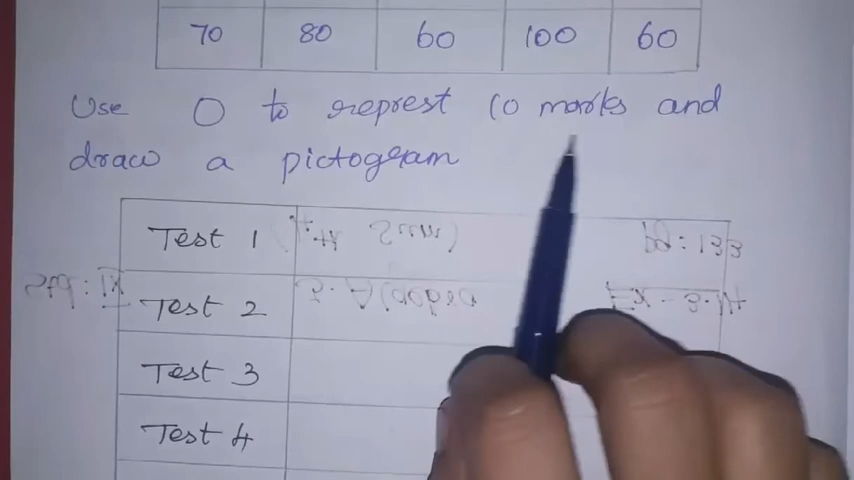 70 80 60 100 60
Use O to represt 10 marks and
draw a pictogram
Test 1
Test 2
Test 3
Test 4